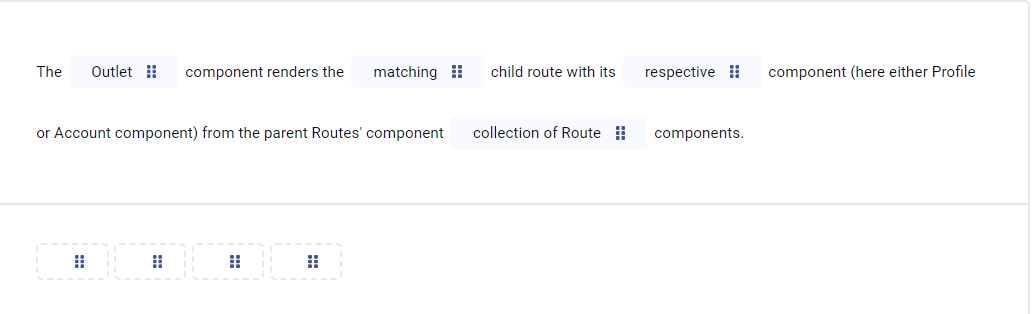 The Outlet component renders the matching child route with its respective component (here either Profile
or Account component) from the parent Routes' component collection of Route components.